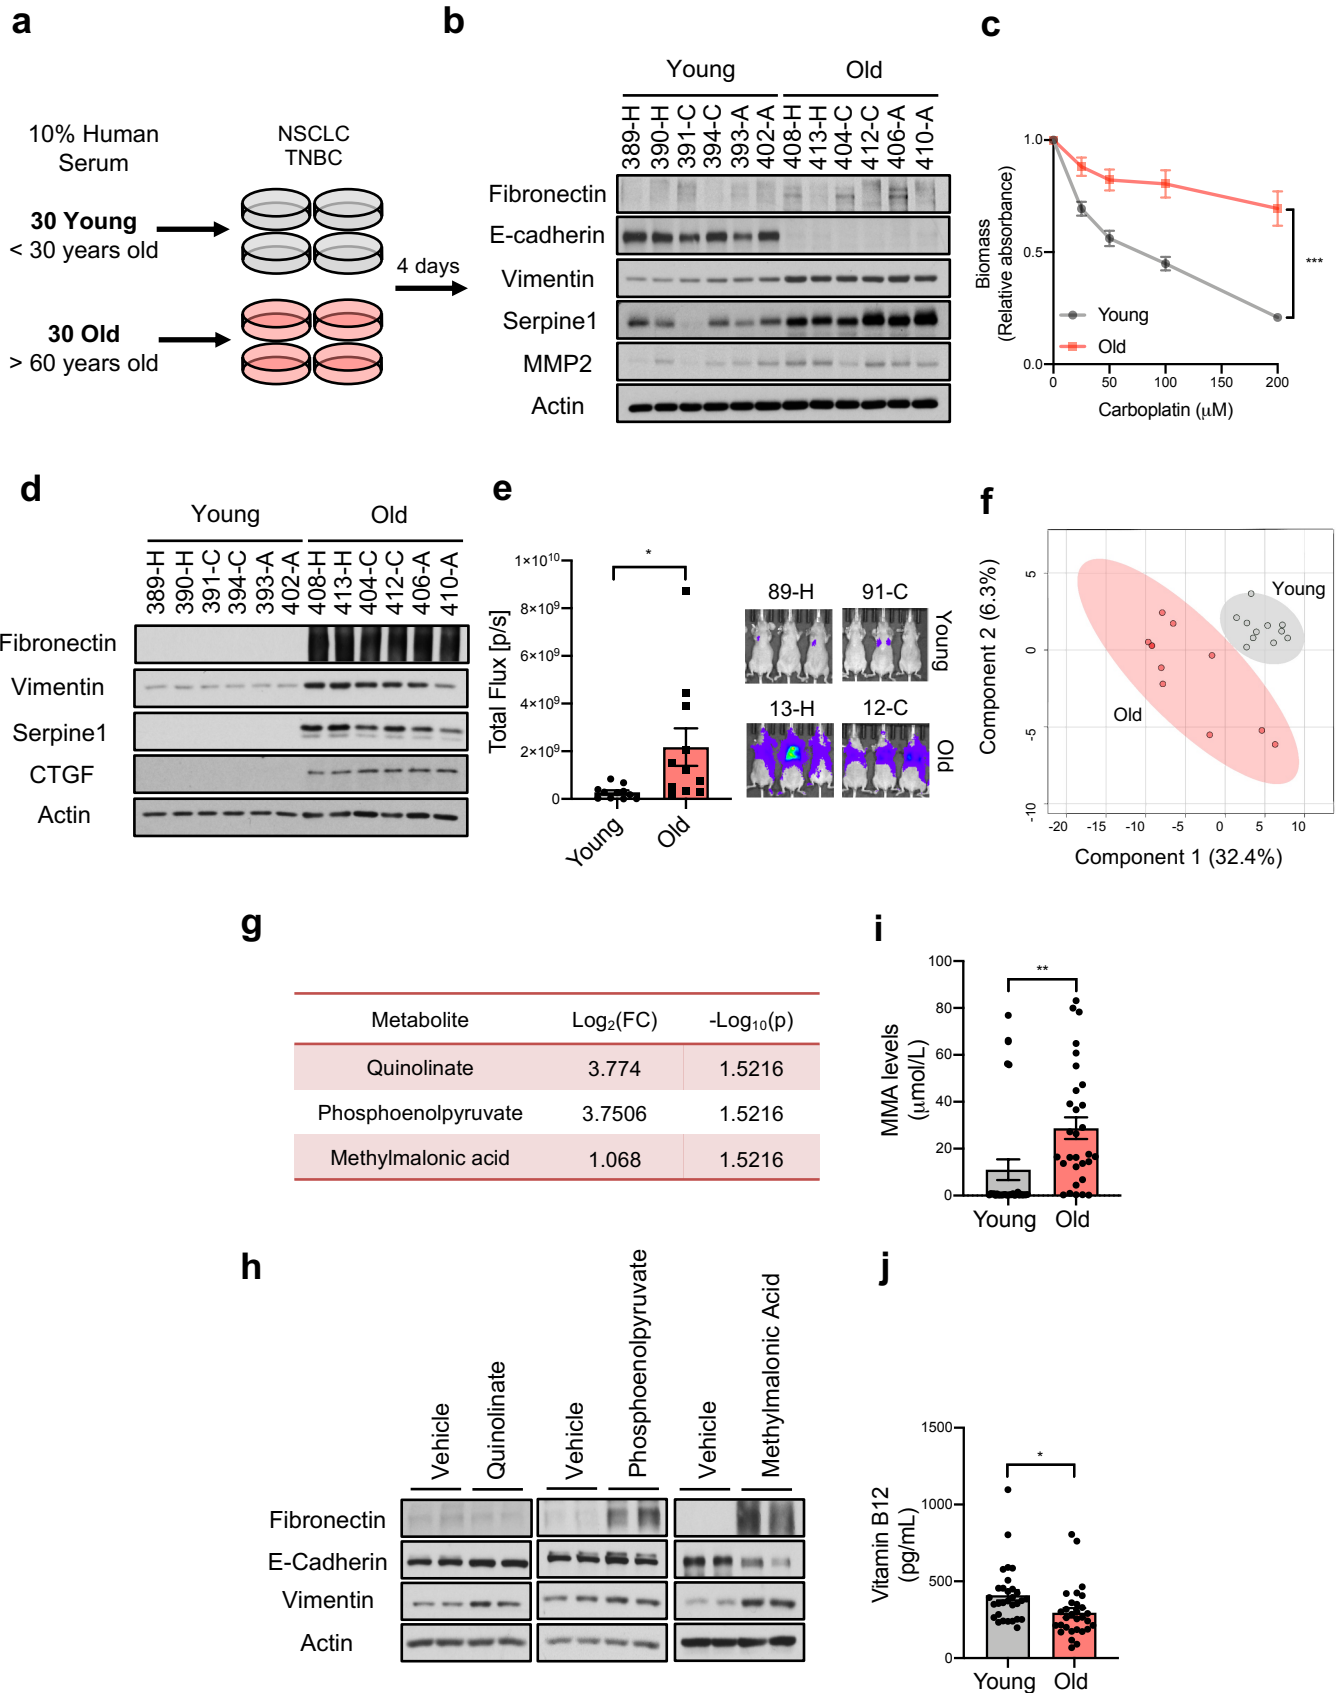 a
10% Human
Serum
NSCLC
TNBC
30 Young
< 30 years old
30 Old
> 60 years old
4 days
b
Young
Old
389-H
390-H
391-C
394-C
393-A
402-A
408-H
413-H
404-C
412-C
406-A
410-A
Fibronectin
E-cadherin
Vimentin
Serpine1
MMP2
Actin
c
Biomass
(Relative absorbance)
1.0
0.5
0.0
Young
Old
***
0
50
100
150
200
Carboplatin (μM)
d
Young
Old
389-H
390-H
391-C
394-C
393-A
402-A
408-H
413-H
404-C
412-C
406-A
410-A
Fibronectin
Vimentin
Serpine1
CTGF
Actin
e
Total Flux [p/s]
1×10¹⁰
8×10⁹
6×10⁹
4×10⁹
2×10⁹
0
*
Young
Old
89-H
91-C
Young
13-H
12-C
Old
f
Component 2 (6.3%)
5
0
-5
-10
Young
Old
-20
-15
-10
-5
0
5
10
Component 1 (32.4%)
g
Metabolite Log₂(FC) -Log₁₀(p)
Quinolinate 3.774 1.5216
Phosphoenolpyruvate 3.7506 1.5216
Methylmalonic acid 1.068 1.5216
i
MMA levels
(μmol/L)
100
80
60
40
20
0
**
Young
Old
h
Vehicle
Quinolinate
Vehicle
Phosphoenolpyruvate
Vehicle
Methylmalonic Acid
Fibronectin
E-Cadherin
Vimentin
Actin
j
Vitamin B12
(pg/mL)
1500
1000
500
0
*
Young
Old